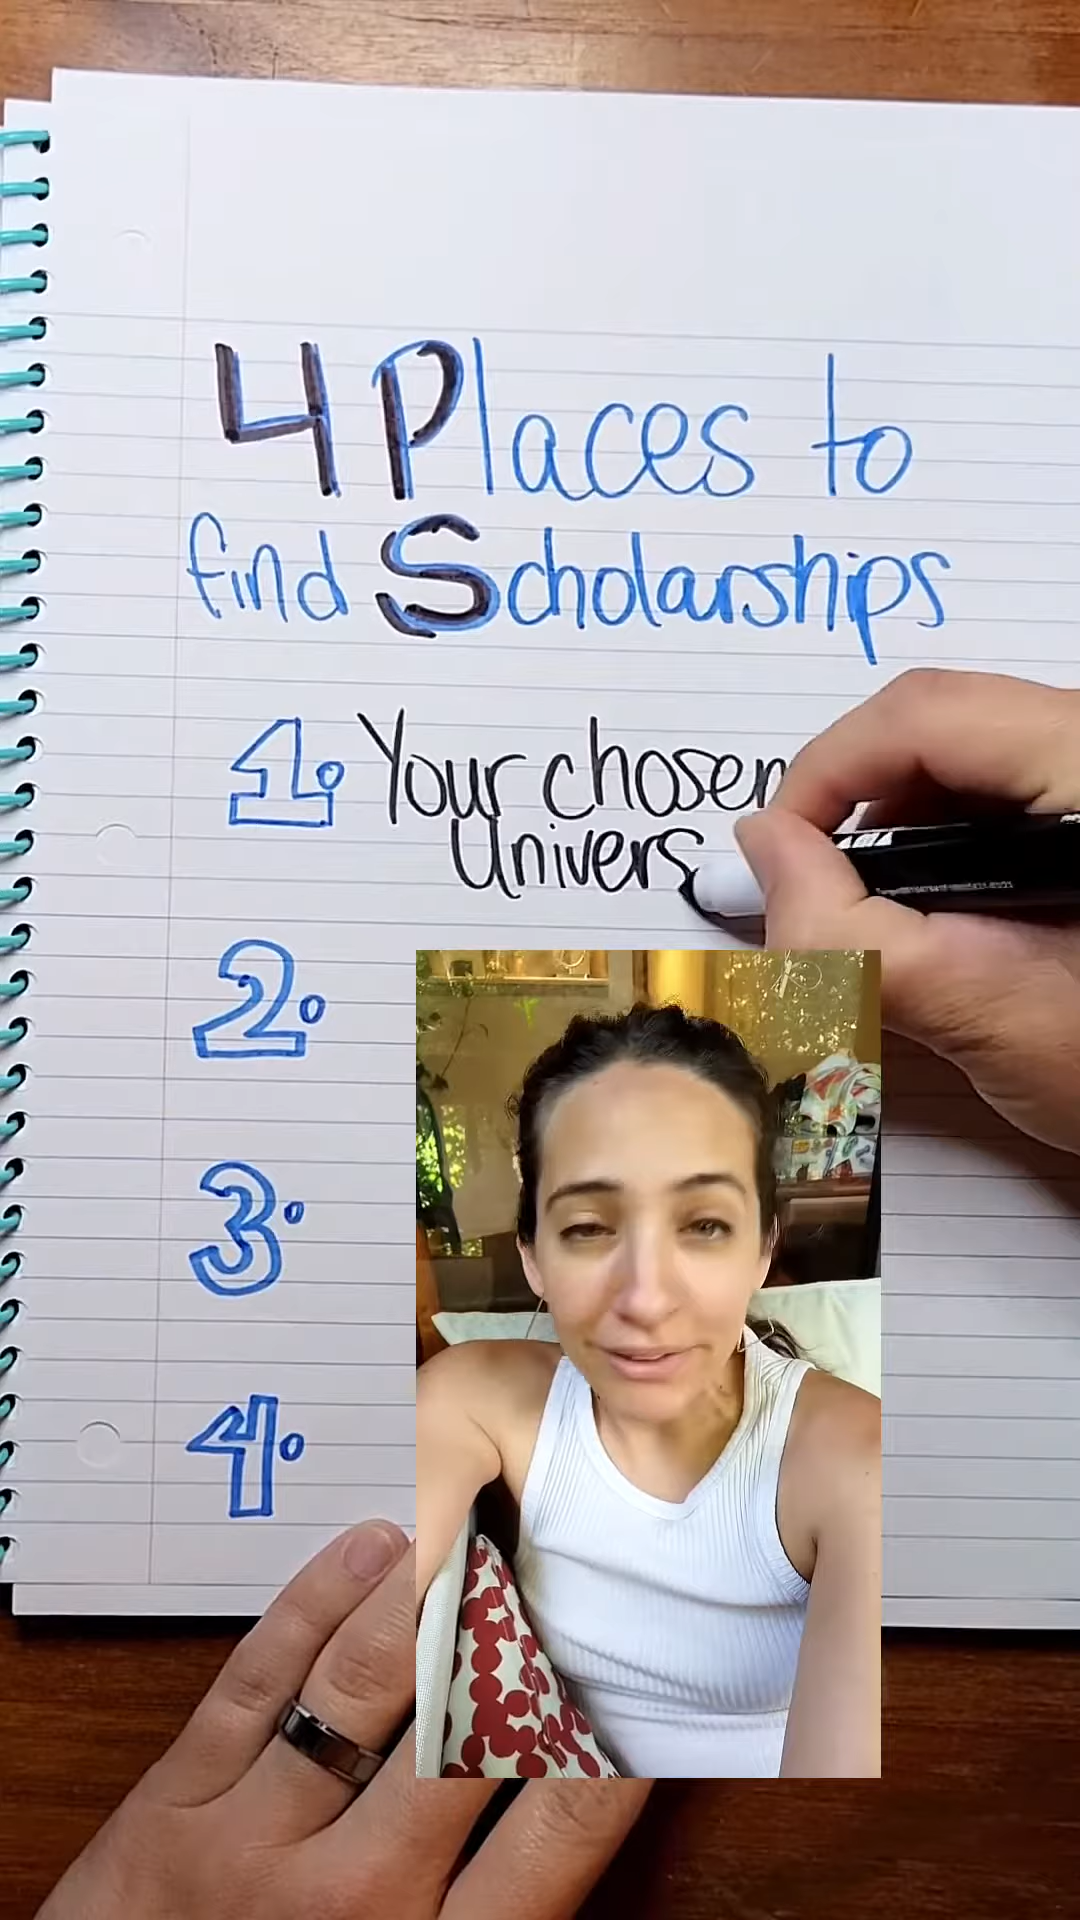 4 Places to
find Scholarships
1. Your chosen
Univers
2.
3.
4.